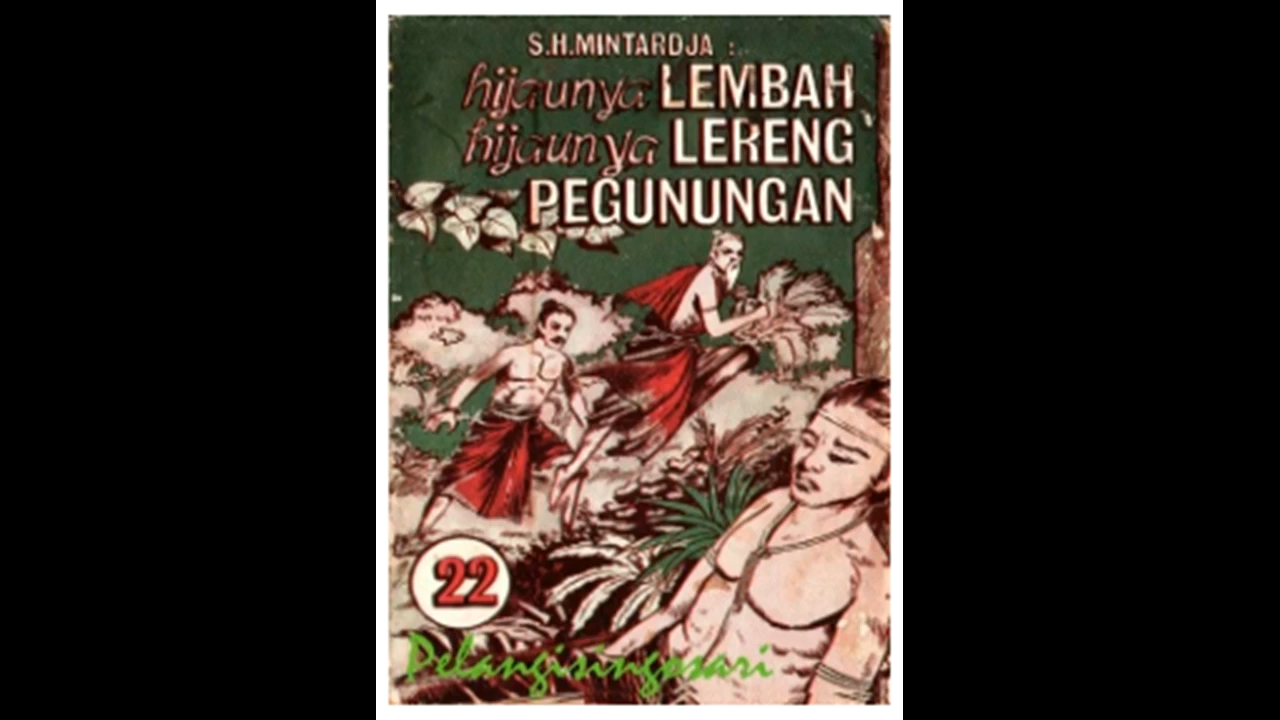 S.H.MINTARDJA :
hijaunya LEMBAH
hijaunya LERENG
PEGUNUNGAN
22
Pelangisingosari